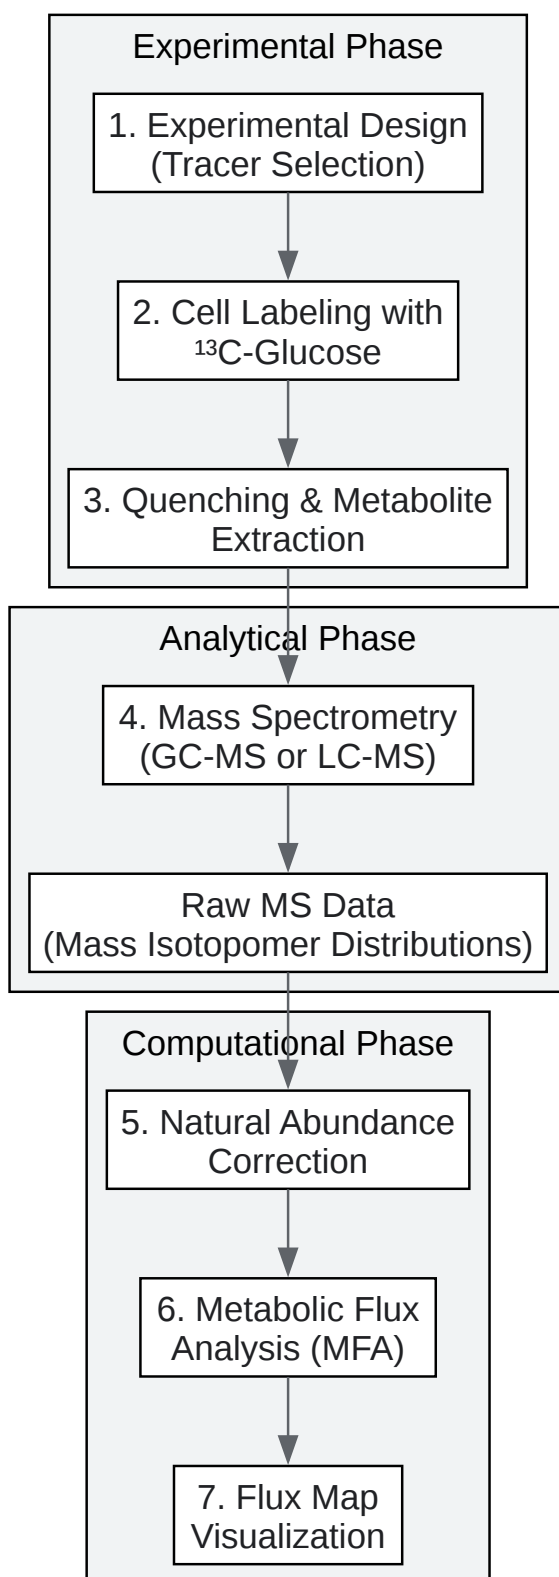 Experimental Phase
1. Experimental Design
(Tracer Selection)
2. Cell Labeling with
¹³C-Glucose
3. Quenching & Metabolite
Extraction
Analytical Phase
4. Mass Spectrometry
(GC-MS or LC-MS)
Raw MS Data
(Mass Isotopomer Distributions)
Computational Phase
5. Natural Abundance
Correction
6. Metabolic Flux
Analysis (MFA)
7. Flux Map
Visualization